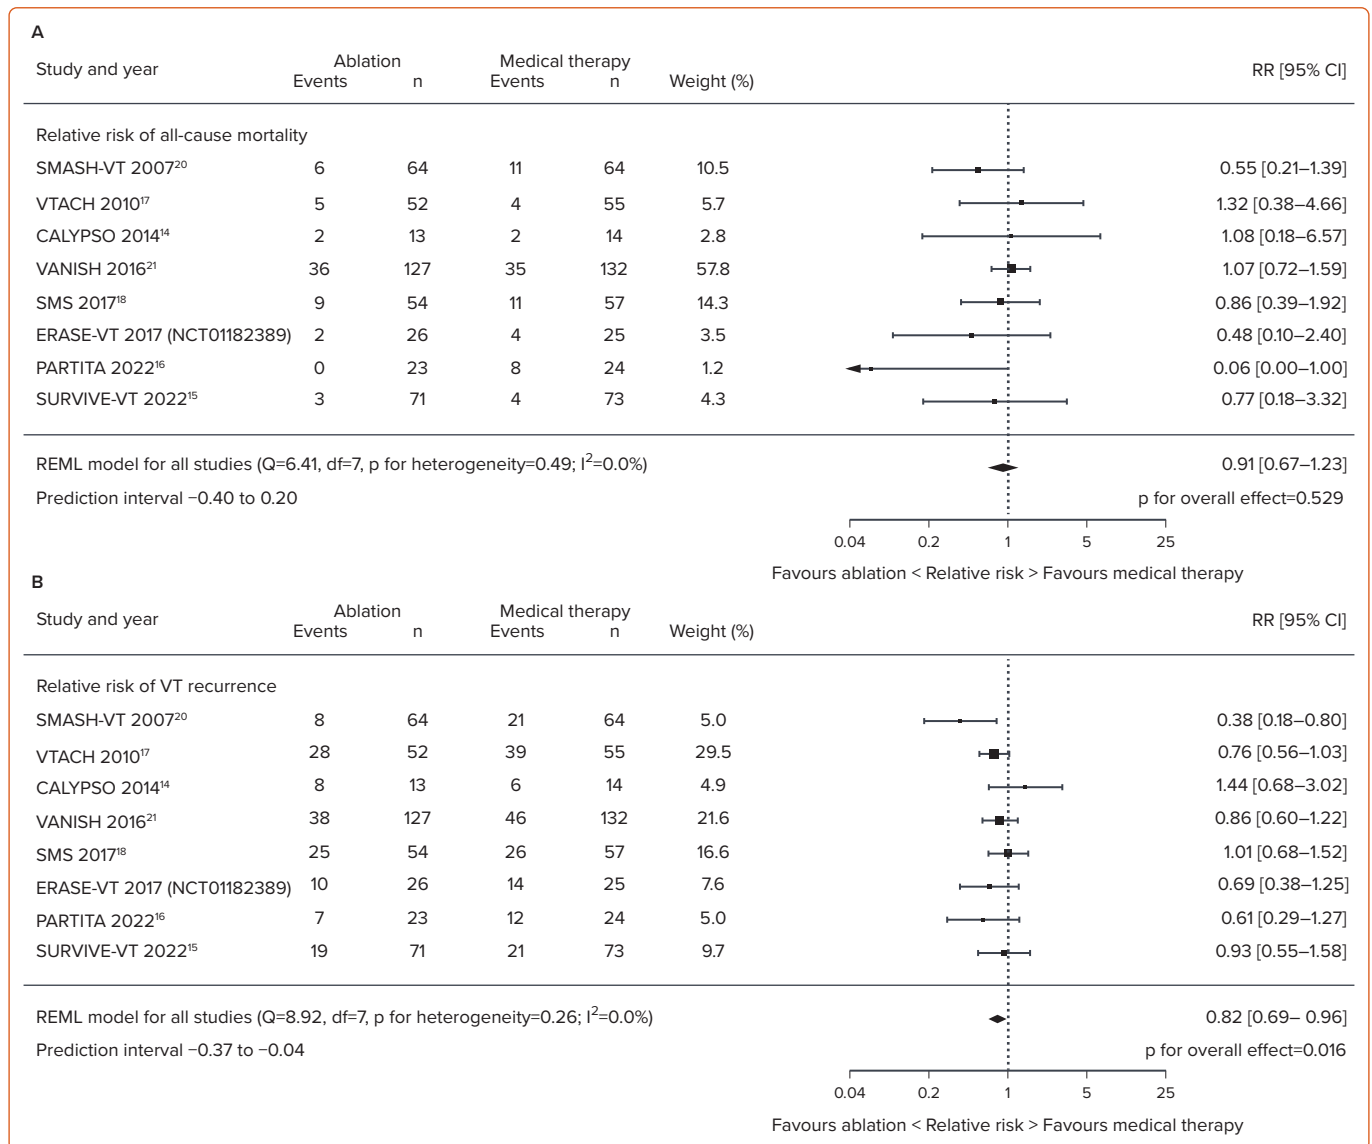 A
Study and year Ablation Medical therapy Weight (%) RR [95% CI]
Events n Events n
Relative risk of all-cause mortality
SMASH-VT 2007²⁰ 6 64 11 64 10.5 0.55 [0.21–1.39]
VTACH 2010¹⁷ 5 52 4 55 5.7 1.32 [0.38–4.66]
CALYPSO 2014¹⁴ 2 13 2 14 2.8 1.08 [0.18–6.57]
VANISH 2016²¹ 36 127 35 132 57.8 1.07 [0.72–1.59]
SMS 2017¹⁸ 9 54 11 57 14.3 0.86 [0.39–1.92]
ERASE-VT 2017 (NCT01182389) 2 26 4 25 3.5 0.48 [0.10–2.40]
PARTITA 2022¹⁶ 0 23 8 24 1.2 0.06 [0.00–1.00]
SURVIVE-VT 2022¹⁵ 3 71 4 73 4.3 0.77 [0.18–3.32]
REML model for all studies (Q=6.41, df=7, p for heterogeneity=0.49; I²=0.0%) 0.91 [0.67–1.23]
Prediction interval −0.40 to 0.20 p for overall effect=0.529
0.04 0.2 1 5 25
Favours ablation < Relative risk > Favours medical therapy
B
Study and year Ablation Medical therapy Weight (%) RR [95% CI]
Events n Events n
Relative risk of VT recurrence
SMASH-VT 2007²⁰ 8 64 21 64 5.0 0.38 [0.18–0.80]
VTACH 2010¹⁷ 28 52 39 55 29.5 0.76 [0.56–1.03]
CALYPSO 2014¹⁴ 8 13 6 14 4.9 1.44 [0.68–3.02]
VANISH 2016²¹ 38 127 46 132 21.6 0.86 [0.60–1.22]
SMS 2017¹⁸ 25 54 26 57 16.6 1.01 [0.68–1.52]
ERASE-VT 2017 (NCT01182389) 10 26 14 25 7.6 0.69 [0.38–1.25]
PARTITA 2022¹⁶ 7 23 12 24 5.0 0.61 [0.29–1.27]
SURVIVE-VT 2022¹⁵ 19 71 21 73 9.7 0.93 [0.55–1.58]
REML model for all studies (Q=8.92, df=7, p for heterogeneity=0.26; I²=0.0%) 0.82 [0.69– 0.96]
Prediction interval −0.37 to −0.04 p for overall effect=0.016
0.04 0.2 1 5 25
Favours ablation < Relative risk > Favours medical therapy